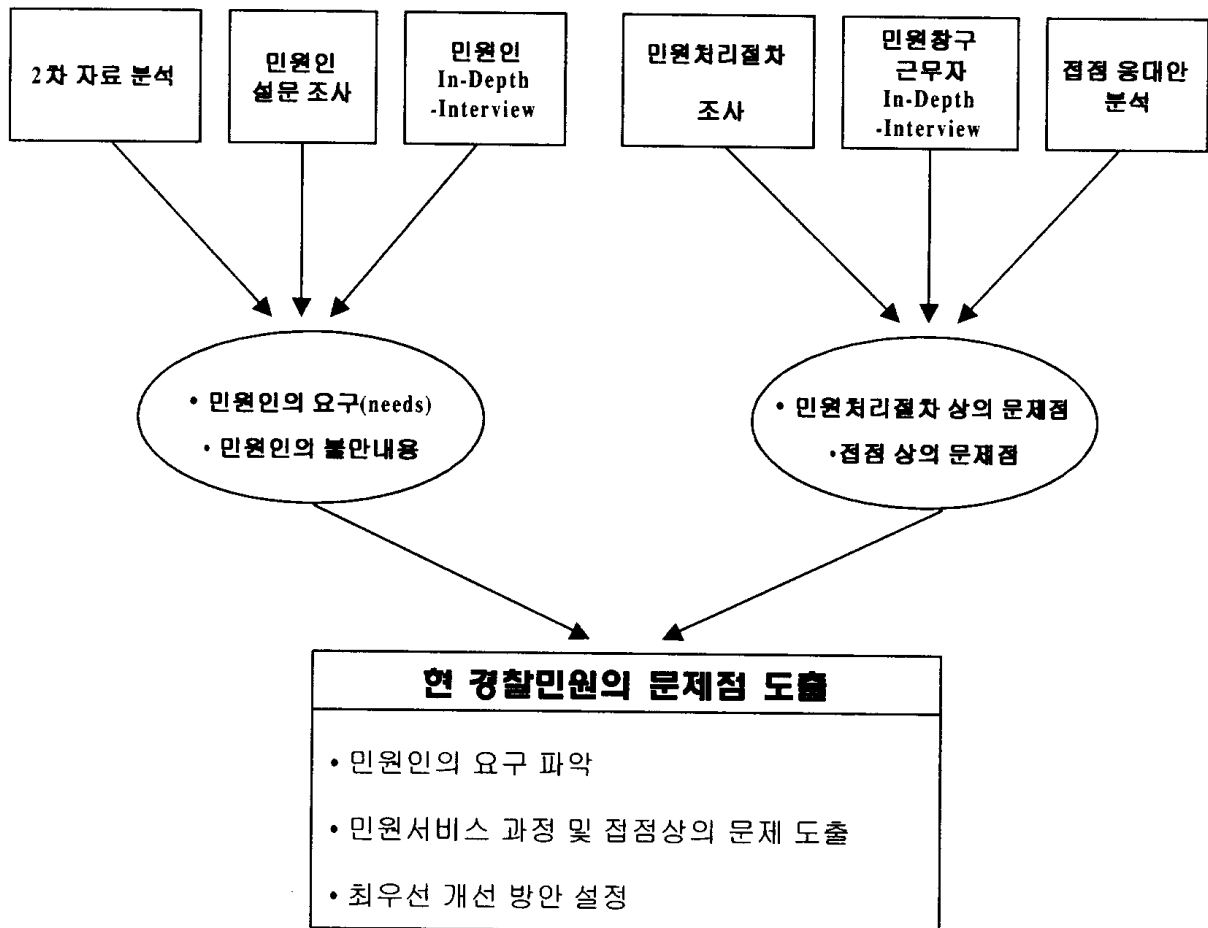 2차 자료 분석
민원인
설문 조사
민원인
In-Depth
-Interview
민원처리절차
조사
민원창구
근무자
In-Depth
-Interview
접점 응대안
분석
• 민원인의 요구(needs)
• 민원인의 불만내용
• 민원처리절차 상의 문제점
•접점 상의 문제점
현 경찰민원의 문제점 도출
• 민원인의 요구 파악
• 민원서비스 과정 및 접점상의 문제 도출
• 최우선 개선 방안 설정